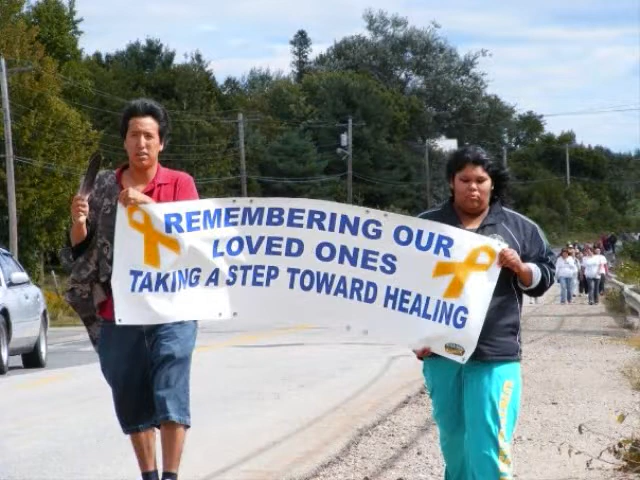 REMEMBERING OUR
LOVED ONES
TAKING A STEP TOWARD HEALING